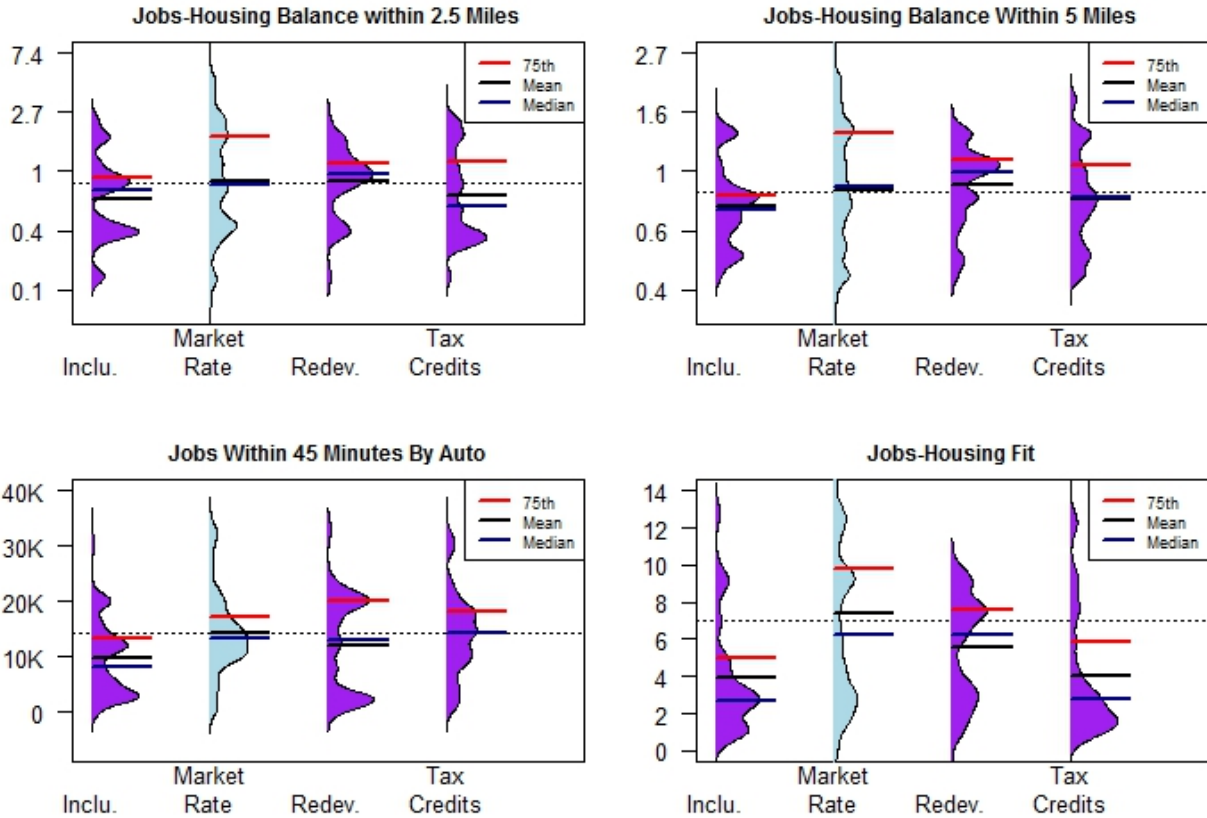 Jobs-Housing Balance within 2.5 Miles
7.4
2.7
1
0.4
0.1
75th
Mean
Median
Market
Tax
Inclu. Rate Redev. Credits
Jobs-Housing Balance Within 5 Miles
2.7
1.6
1
0.6
0.4
75th
Mean
Median
Market
Tax
Inclu. Rate Redev. Credits
Jobs Within 45 Minutes By Auto
40K
30K
20K
10K
0
75th
Mean
Median
Market
Tax
Inclu. Rate Redev. Credits
Jobs-Housing Fit
14
12
10
8
6
4
2
0
75th
Mean
Median
Market
Tax
Inclu. Rate Redev. Credits